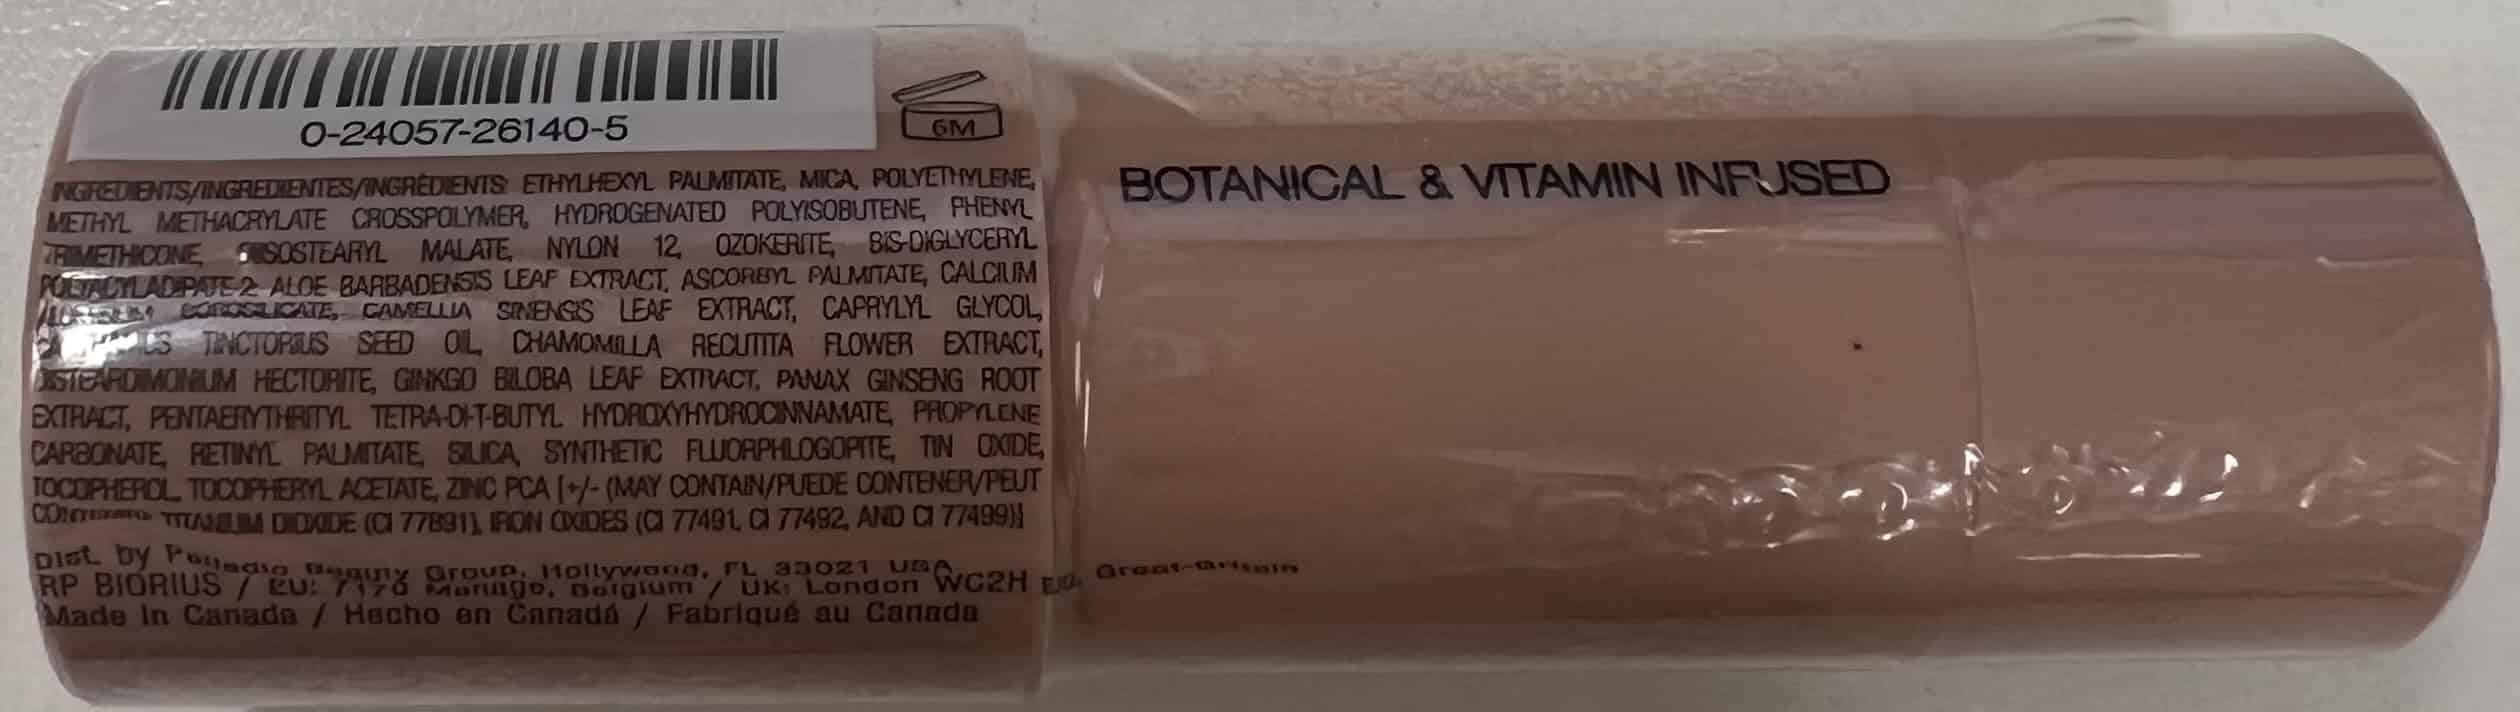 0-24057-26140-5
6M
INGREDIENTS/INGREDIENTES/INGRÉDIENTS: ETHYLHEXYL PALMITATE, MICA, POLYETHYLENE,
METHYL METHACRYLATE CROSSPOLYMER, HYDROGENATED POLYISOBUTENE, PHENYL
TRIMETHICONE, DIISOSTEARYL MALATE, NYLON 12, OZOKERITE, BIS-DIGLYCERYL
POLYACYLADIPATE-2, ALOE BARBADENSIS LEAF EXTRACT, ASCORBYL PALMITATE, CALCIUM
BOROSILICATE, CAMELLIA SINENSIS LEAF EXTRACT, CAPRYLYL GLYCOL,
TINCTORIUS SEED OIL, CHAMOMILLA RECUTITA FLOWER EXTRACT,
DISTEARDIMONIUM HECTORITE, GINKGO BILOBA LEAF EXTRACT, PANAX GINSENG ROOT
EXTRACT, PENTAERYTHRITYL TETRA-DI-T-BUTYL HYDROXYHYDROCINNAMATE, PROPYLENE
CARBONATE, RETINYL PALMITATE, SILICA, SYNTHETIC FLUORPHLOGOPITE, TIN OXIDE,
TOCOPHEROL, TOCOPHERYL ACETATE, ZINC PCA [+/- (MAY CONTAIN/PUEDE CONTENER/PEUT
TITANIUM DIOXIDE (CI 77891), IRON OXIDES (CI 77491, CI 77492, AND CI 77499)]
Dist. by Beauty Group, Hollywood, FL 33021 USA
RP BIORIUS / EU: 7170 Manage, Belgium / UK: London WC2H Great-Britain
Made in Canada / Hecho en Canadá / Fabriqué au Canada
BOTANICAL & VITAMIN INFUSED